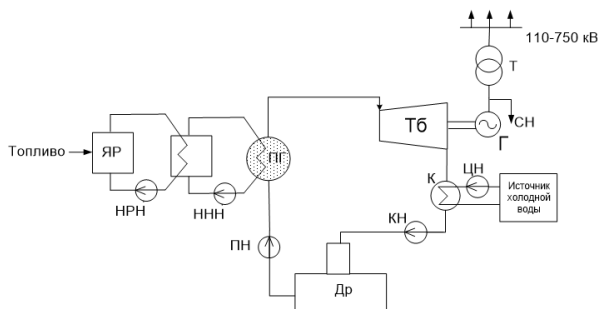 110-750 кВ
Т
СН
Тб
Г
Топливо
ЯР
ПГ
НРН
ННН
К
ЦН
Источник
холодной
воды
ПН
КН
Др